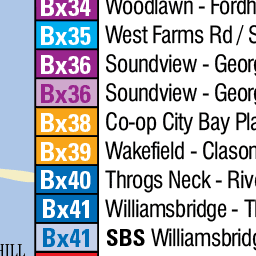 Bx34 Woodlawn - Fordh
Bx35 West Farms Rd / S
Bx36 Soundview - Georg
Bx36 Soundview - Georg
Bx38 Co-op City Bay Pla
Bx39 Wakefield - Clason
Bx40 Throgs Neck - Rive
Bx41 Williamsbridge - Th
Bx41 SBS Williamsbridg
HILL